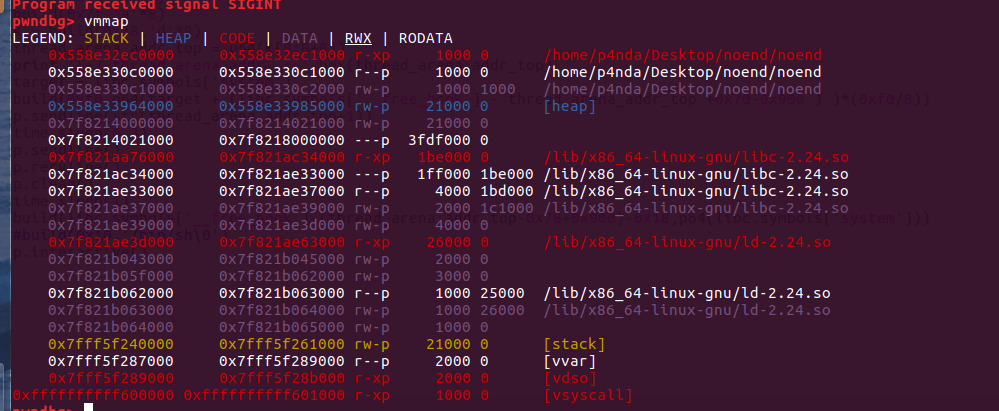 Program received signal SIGINT
pwndbg> vmmap
LEGEND: STACK | HEAP | CODE | DATA | RWX | RODATA
0x558e32ec0000 0x558e32ec1000 r-xp 1000 0 /home/p4nda/Desktop/noend/noend
0x558e330c0000 0x558e330c1000 r--p 1000 0 /home/p4nda/Desktop/noend/noend
0x558e330c1000 0x558e330c2000 rw-p 1000 1000 /home/p4nda/Desktop/noend/noend
0x558e33964000 0x558e33985000 rw-p 21000 0 [heap]
0x7f8214000000 0x7f8214021000 rw-p 21000 0
0x7f8214021000 0x7f8218000000 ---p 3fdf000 0
0x7f821aa76000 0x7f821ac34000 r-xp 1be000 0 /lib/x86_64-linux-gnu/libc-2.24.so
0x7f821ac34000 0x7f821ae33000 ---p 1ff000 1be000 /lib/x86_64-linux-gnu/libc-2.24.so
0x7f821ae33000 0x7f821ae37000 r--p 4000 1bd000 /lib/x86_64-linux-gnu/libc-2.24.so
0x7f821ae37000 0x7f821ae39000 rw-p 2000 1c1000 /lib/x86_64-linux-gnu/libc-2.24.so
0x7f821ae39000 0x7f821ae3d000 rw-p 4000 0
0x7f821ae3d000 0x7f821ae63000 r-xp 26000 0 /lib/x86_64-linux-gnu/ld-2.24.so
0x7f821b043000 0x7f821b045000 rw-p 2000 0
0x7f821b05f000 0x7f821b062000 rw-p 3000 0
0x7f821b062000 0x7f821b063000 r--p 1000 25000 /lib/x86_64-linux-gnu/ld-2.24.so
0x7f821b063000 0x7f821b064000 rw-p 1000 26000 /lib/x86_64-linux-gnu/ld-2.24.so
0x7f821b064000 0x7f821b065000 rw-p 1000 0
0x7fff5f240000 0x7fff5f261000 rw-p 21000 0 [stack]
0x7fff5f287000 0x7fff5f289000 r--p 2000 0 [vvar]
0x7fff5f289000 0x7fff5f28b000 r-xp 2000 0 [vdso]
0xffffffffff600000 0xffffffffff601000 r-xp 1000 0 [vsyscall]
pwndbg>